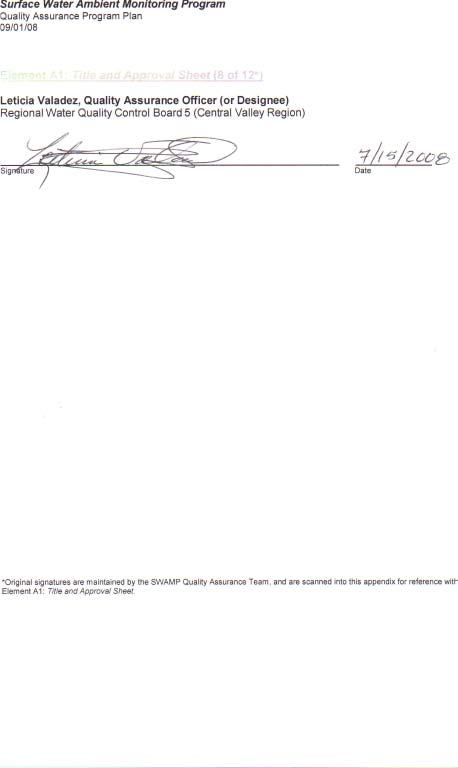 Surface Water Ambient Monitoring Program
Quality Assurance Program Plan
09/01/08
Element A1: Title and Approval Sheet (8 of 12*)
Leticia Valadez, Quality Assurance Officer (or Designee)
Regional Water Quality Control Board 5 (Central Valley Region)
Leticia Valadez 7/15/2008
Signature Date
*Original signatures are maintained by the SWAMP Quality Assurance Team, and are scanned into this appendix for reference with
Element A1: Title and Approval Sheet.